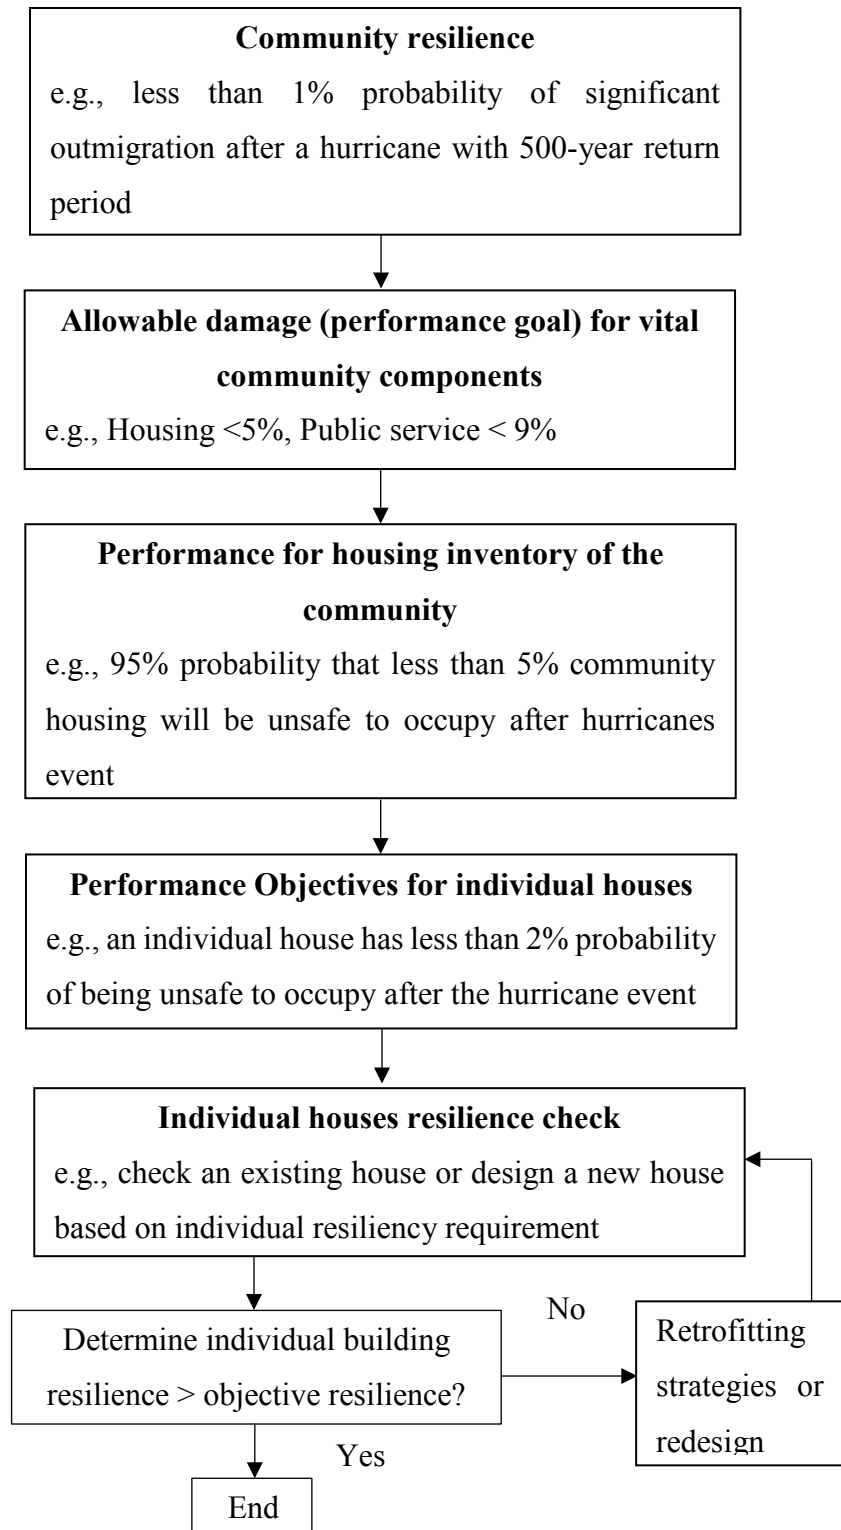 Community resilience
e.g., less than 1% probability of significant
outmigration after a hurricane with 500-year return
period
Allowable damage (performance goal) for vital
community components
e.g., Housing <5%, Public service < 9%
Performance for housing inventory of the
community
e.g., 95% probability that less than 5% community
housing will be unsafe to occupy after hurricanes
event
Performance Objectives for individual houses
e.g., an individual house has less than 2% probability
of being unsafe to occupy after the hurricane event
Individual houses resilience check
e.g., check an existing house or design a new house
based on individual resiliency requirement
Determine individual building
resilience > objective resilience?
No
Retrofitting
strategies or
redesign
Yes
End